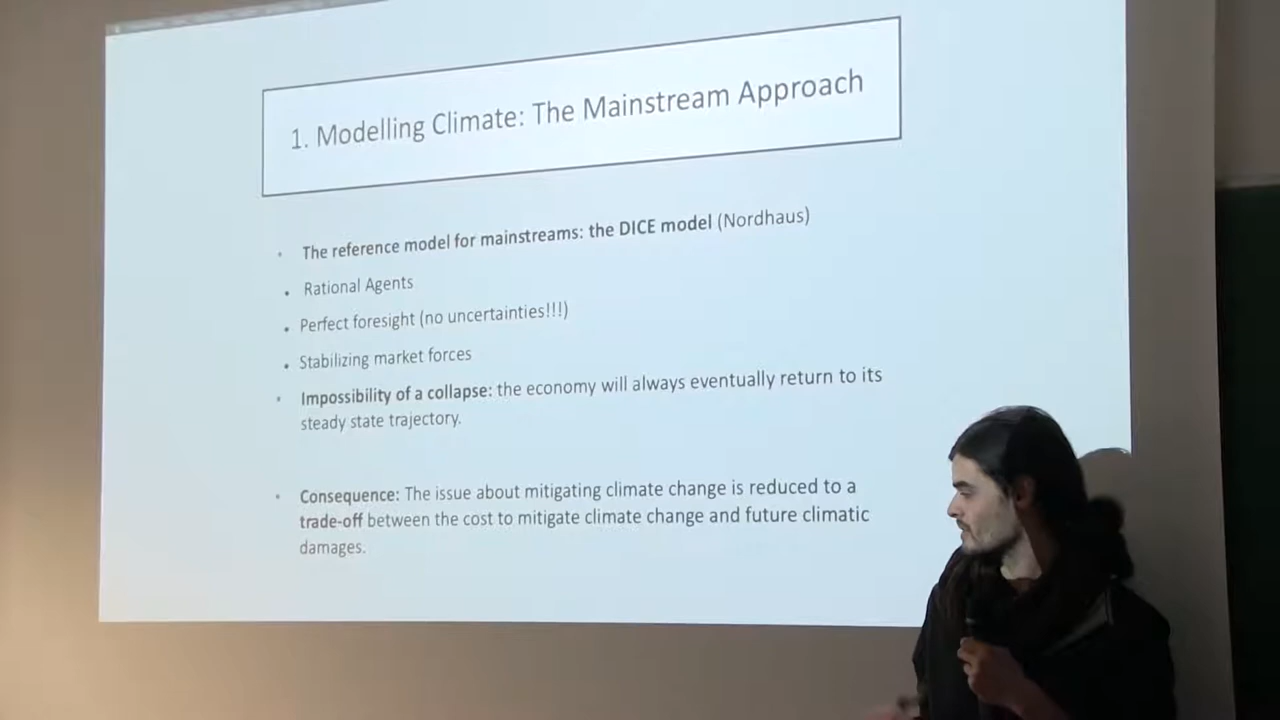 1. Modelling Climate: The Mainstream Approach
• The reference model for mainstreams: the DICE model (Nordhaus)
• Rational Agents
• Perfect foresight (no uncertainties!!!)
• Stabilizing market forces
• Impossibility of a collapse: the economy will always eventually return to its
steady state trajectory.
• Consequence: The issue about mitigating climate change is reduced to a
trade-off between the cost to mitigate climate change and future climatic
damages.